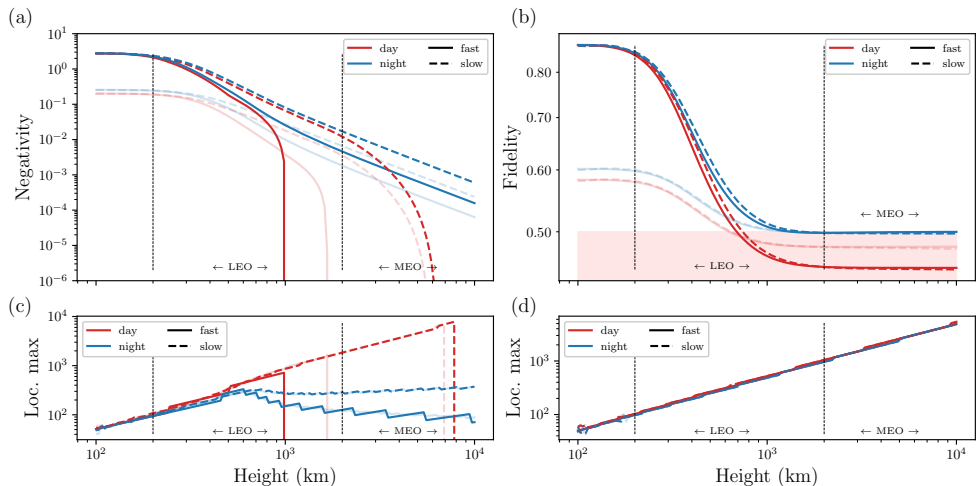 (a)
(b)
10^1
10^0
10^-1
10^-2
10^-3
10^-4
10^-5
10^-6
Negativity
day
night
fast
slow
← LEO →
← MEO →
0.80
0.70
0.60
0.50
Fidelity
day
night
fast
slow
← MEO →
← LEO →
(c)
(d)
10^4
10^3
10^2
Loc. max
day
night
fast
slow
← LEO →
← MEO →
10^2
10^3
10^4
Height (km)
Loc. max
day
night
fast
slow
← LEO →
← MEO →
10^2
10^3
10^4
Height (km)